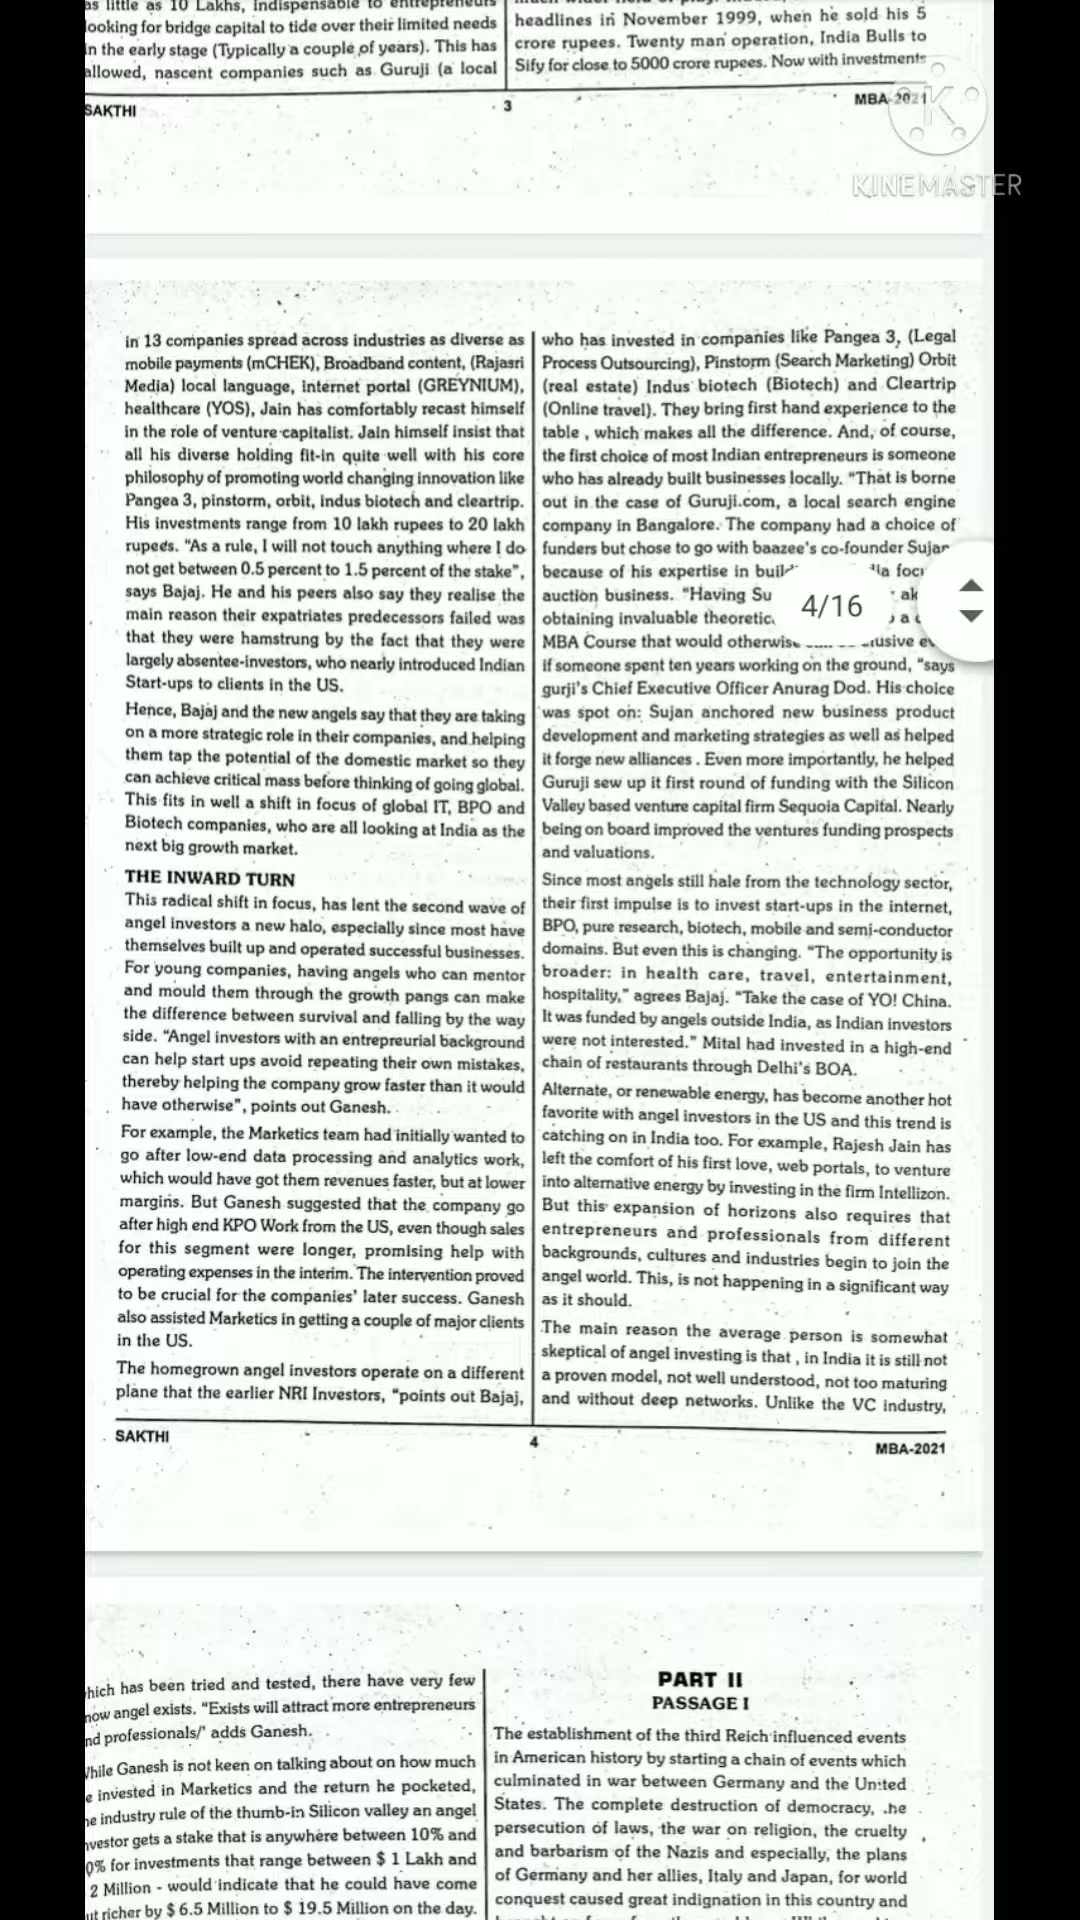 as little as 10 Lakhs, indispensable to entrepreneurs
looking for bridge capital to tide over their limited needs
in the early stage (Typically a couple of years). This has
allowed, nascent companies such as Guruji (a local
headlines in November 1999, when he sold his 5
crore rupees. Twenty man operation, India Bulls to
Sify for close to 5000 crore rupees. Now with investments
SAKTHI
3
MBA-2021
KINEMASTER
in 13 companies spread across industries as diverse as
mobile payments (mCHEK), Broadband content, (Rajasri
Media) local language, internet portal (GREYNIUM),
healthcare (YOS), Jain has comfortably recast himself
in the role of venture capitalist. Jain himself insist that
all his diverse holding fit-in quite well with his core
philosophy of promoting world changing innovation like
Pangea 3, pinstorm, orbit, indus biotech and cleartrip.
His investments range from 10 lakh rupees to 20 lakh
rupees. "As a rule, I will not touch anything where I do
not get between 0.5 percent to 1.5 percent of the stake",
says Bajaj. He and his peers also say they realise the
main reason their expatriates predecessors failed was
that they were hamstrung by the fact that they were
largely absentee-investors, who nearly introduced Indian
Start-ups to clients in the US.
Hence, Bajaj and the new angels say that they are taking
on a more strategic role in their companies, and helping
them tap the potential of the domestic market so they
can achieve critical mass before thinking of going global.
This fits in well a shift in focus of global IT, BPO and
Biotech companies, who are all looking at India as the
next big growth market.
THE INWARD TURN
This radical shift in focus, has lent the second wave of
angel investors a new halo, especially since most have
themselves built up and operated successful businesses.
For young companies, having angels who can mentor
and mould them through the growth pangs can make
the difference between survival and falling by the way
side. "Angel investors with an entrepreurial background
can help start ups avoid repeating their own mistakes,
thereby helping the company grow faster than it would
have otherwise", points out Ganesh.
For example, the Marketics team had initially wanted to
go after low-end data processing and analytics work,
which would have got them revenues faster, but at lower
margins. But Ganesh suggested that the company go
after high end KPO Work from the US, even though sales
for this segment were longer, promising help with
operating expenses in the interim. The intervention proved
to be crucial for the companies' later success. Ganesh
also assisted Marketics in getting a couple of major clients
in the US.
The homegrown angel investors operate on a different
plane that the earlier NRI Investors, "points out Bajaj,
who has invested in companies like Pangea 3, (Legal
Process Outsourcing), Pinstorm (Search Marketing) Orbit
(real estate) Indus biotech (Biotech) and Cleartrip
(Online travel). They bring first hand experience to the
table , which makes all the difference. And, of course,
the first choice of most Indian entrepreneurs is someone
who has already built businesses locally. "That is borne
out in the case of Guruji.com, a local search engine
company in Bangalore. The company had a choice of
funders but chose to go with baazee's co-founder Sujan
because of his expertise in
auction business. "Having
obtaining invaluable
MBA Course that would
if someone spent ten years working on the ground, "says
gurji's Chief Executive Officer Anurag Dod. His choice
was spot on: Sujan anchored new business product
development and marketing strategies as well as helped
it forge new alliances . Even more importantly, he helped
Guruji sew up it first round of funding with the Silicon
Valley based venture capital firm Sequoia Capital. Nearly
being on board improved the ventures funding prospects
and valuations.
Since most angels still hale from the technology sector,
their first impulse is to invest start-ups in the internet,
BPO, pure research, biotech, mobile and semi-conductor
domains. But even this is changing. "The opportunity is
broader: in health care, travel, entertainment,
hospitality," agrees Bajaj. "Take the case of YO! China.
It was funded by angels outside India, as Indian investors
were not interested." Mital had invested in a high-end
chain of restaurants through Delhi's BOA.
Alternate, or renewable energy, has become another hot
favorite with angel investors in the US and this trend is
catching on in India too. For example, Rajesh Jain has
left the comfort of his first love, web portals, to venture
into alternative energy by investing in the firm Intellizon.
But this expansion of horizons also requires that
entrepreneurs and professionals from different
backgrounds, cultures and industries begin to join the
angel world. This, is not happening in a significant way
as it should.
The main reason the average person is somewhat
skeptical of angel investing is that , in India it is still not
a proven model, not well understood, not too maturing
and without deep networks. Unlike the VC industry,
4/16
SAKTHI
4
MBA-2021
which has been tried and tested, there have very few
angel exists. "Exists will attract more entrepreneurs
professionals/" adds Ganesh.
While Ganesh is not keen on talking about on how much
invested in Marketics and the return he pocketed,
industry rule of the thumb-in Silicon valley an angel
investor gets a stake that is anywhere between 10% and
for investments that range between $ 1 Lakh and
2 Million - would indicate that he could have come
richer by $ 6.5 Million to $ 19.5 Million on the day.
PART II
PASSAGE I
The establishment of the third Reich influenced events
in American history by starting a chain of events which
culminated in war between Germany and the United
States. The complete destruction of democracy, the
persecution of laws, the war on religion, the cruelty
and barbarism of the Nazis and especially, the plans
of Germany and her allies, Italy and Japan, for world
conquest caused great indignation in this country and